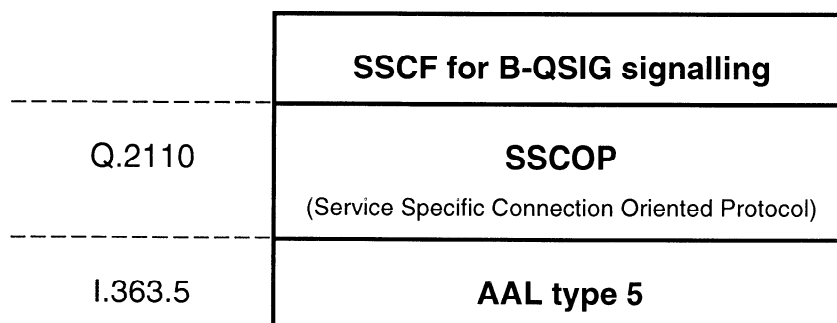 SSCF for B-QSIG signalling
Q.2110
SSCOP
(Service Specific Connection Oriented Protocol)
I.363.5
AAL type 5